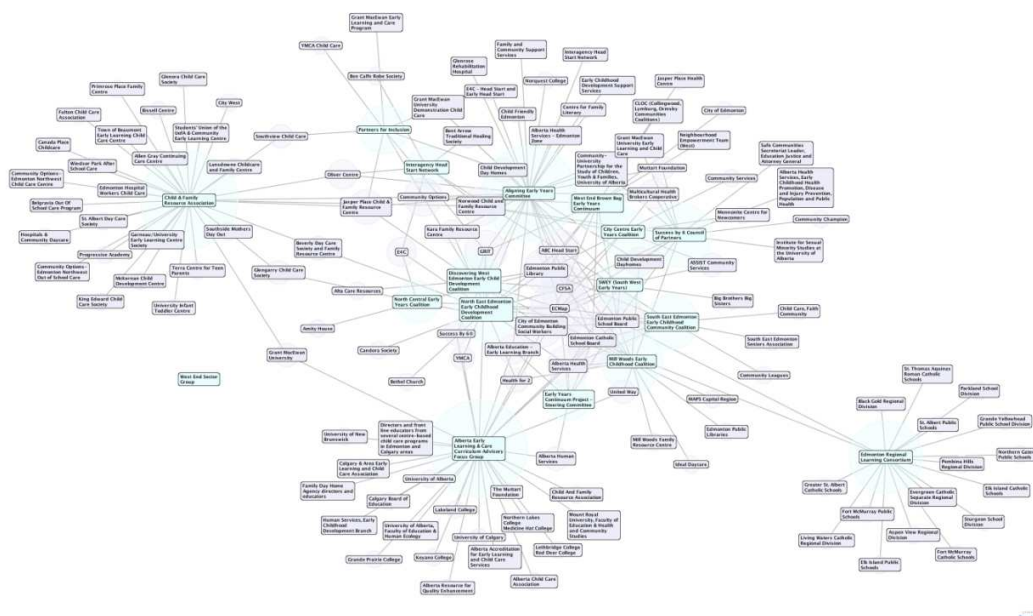 Grant MacEwan Early
Learning and Care
Program
YMCA Child Care
Ben Calfe Robe Society
Glenrose
Rehabilitation
Hospital
Family and
Community Support
Services
Interagency Head
Start Network
E4C - Head Start and
Early Head Start
Norquest College
Early Childhood
Development Support
Services
Jasper Place Health
Centre
Grant MacEwan
University
Demonstration Child
Care
Child Friendly
Edmonton
Centre for Family
Literacy
CLOC (Collingwood,
Lymburg, Ormsby
Communities
Coalitions)
City of Edmonton
Partners for Inclusion
Bent Arrow
Traditional Healing
Society
Alberta Health
Services - Edmonton
Zone
Grant MacEwan
University Early
Learning and Child
Care
Neighbourhood
Empowerment Team
(West)
Glenora Child Care
Society
Primrose Place Family
Centre
Bissell Centre
City West
Fulton Child Care
Association
Town of Beaumont
Early Learning Child
Care Centre
Students' Union of the
UofA & Community
Early Learning Centre
Southview Child Care
Canada Place
Childcare
Allen Gray Continuing
Care Centre
Windsor Park After
School Care
Lansdowne Childcare
and Family Centre
Community Options-
Edmonton Northwest
Child Care Centre
Edmonton Hospital
Workers Child Care
Child & Family
Resource Association
Belgravia Out Of
School Care Program
St. Albert Day Care
Society
Hospitals &
Community Daycare
Garneau/University
Early Learning Centre
Society
Southside Mothers
Day Out
Progressive Academy
Community Options-
Edmonton Northwest
Out of School Care
McKernan Child
Development Centre
Terra Centre for Teen
Parents
King Edward Child
Care Society
University Infant
Toddler Centre
Interagency Head
Start Network
Oliver Centre
Child Development
Day Homes
Community-
University
Partnership for the
Study of Children,
Youth & Families,
University of Alberta
Muttart Foundation
Safe Communities
Secretariat Leader,
Education Justice and
Attorney General
Community Services
Alberta Health
Services, Early
Childhood Health
Promotion, Disease
and Injury Prevention,
Population and Public
Health
Community Options
Aligning Early Years
Committee
West End Brown Bag
Early Years
Continuum
Multicultural Health
Brokers Cooperative
Jasper Place Child &
Family Resource
Centre
Norwood Child and
Family Resource
Centre
Mennonite Centre for
Newcomers
Community Champion
Kara Family Resource
Centre
City Centre Early
Years Coalition
Success by 6 Council
of Partners
Institute for Sexual
Minority Studies at
the University of
Alberta
Beverly Day Care
Society and Family
Resource Centre
E4C
GRIT
ABC Head Start
Child Development
Dayhomes
ASSIST Community
Services
Glengarry Child Care
Society
Discovering West
Edmonton Early Child
Development
Coalition
Edmonton Public
Library
SWEY (South West
Early Years)
Alta Care Resources
North Central Early
Years Coalition
North East Edmonton
Early Childhood
Development
Coalition
CFSA
ECMap
Big Brothers Big
Sisters
Child Care, Faith
Community
Amity House
City of Edmonton
Community Building
Social Workers
Edmonton Public
School Board
South East Edmonton
Early Childhood
Community Coalition
Success By 6®
Edmonton Catholic
School Board
South East Edmonton
Seniors Association
Candora Society
YMCA
Alberta Education -
Early Learning Branch
Alberta Health
Services
Mill Woods Early
Childhood Coalition
Grant MacEwan
University
Bethel Church
Health for 2
Community Leagues
West End Sector
Group
Early Years
Continuum Project -
Steering Committee
United Way
MAPS Capital Region
Edmonton Public
Libraries
Mill Woods Family
Resource Centre
Ideal Daycare
University of New
Brunswick
Directors and front
line educators from
several centre-based
child care programs
in Edmonton and
Calgary areas
Alberta Early
Learning & Care
Curriculum Advisory
Focus Group
Alberta Human
Services
Calgary & Area Early
Learning and Child
Care Association
Family Day Home
Agency directors and
educators
University of Alberta
Child And Family
Resource Association
Calgary Board of
Education
The Muttart
Foundation
Lakeland College
Human Services, Early
Childhood
Development Branch
University of Alberta,
Faculty of Education &
Human Ecology
Northern Lakes
College
Medicine Hat College
Mount Royal
University, Faculty of
Education & Health
and Community
Studies
University of Calgary
Grande Prairie College
Keyano College
Alberta Accreditation
for Early Learning
and Child Care
Services
Lethbridge College
Red Deer College
Alberta Resource for
Quality Enhancement
Alberta Child Care
Association
St. Thomas Aquinas
Roman Catholic
Schools
Parkland School
Division
Black Gold Regional
Division
St. Albert Public
Schools
Grande Yellowhead
Public School Division
Edmonton Regional
Learning Consortium
Pembina Hills
Regional Division
Northern Gateway
Public Schools
Greater St. Albert
Catholic Schools
Evergreen Catholic
Separate Regional
Division
Elk Island Catholic
Schools
Fort McMurray Public
Schools
Sturgeon School
Division
Living Waters Catholic
Regional Division
Aspen View Regional
Division
Fort McMurray
Catholic Schools
Elk Island Public
Schools